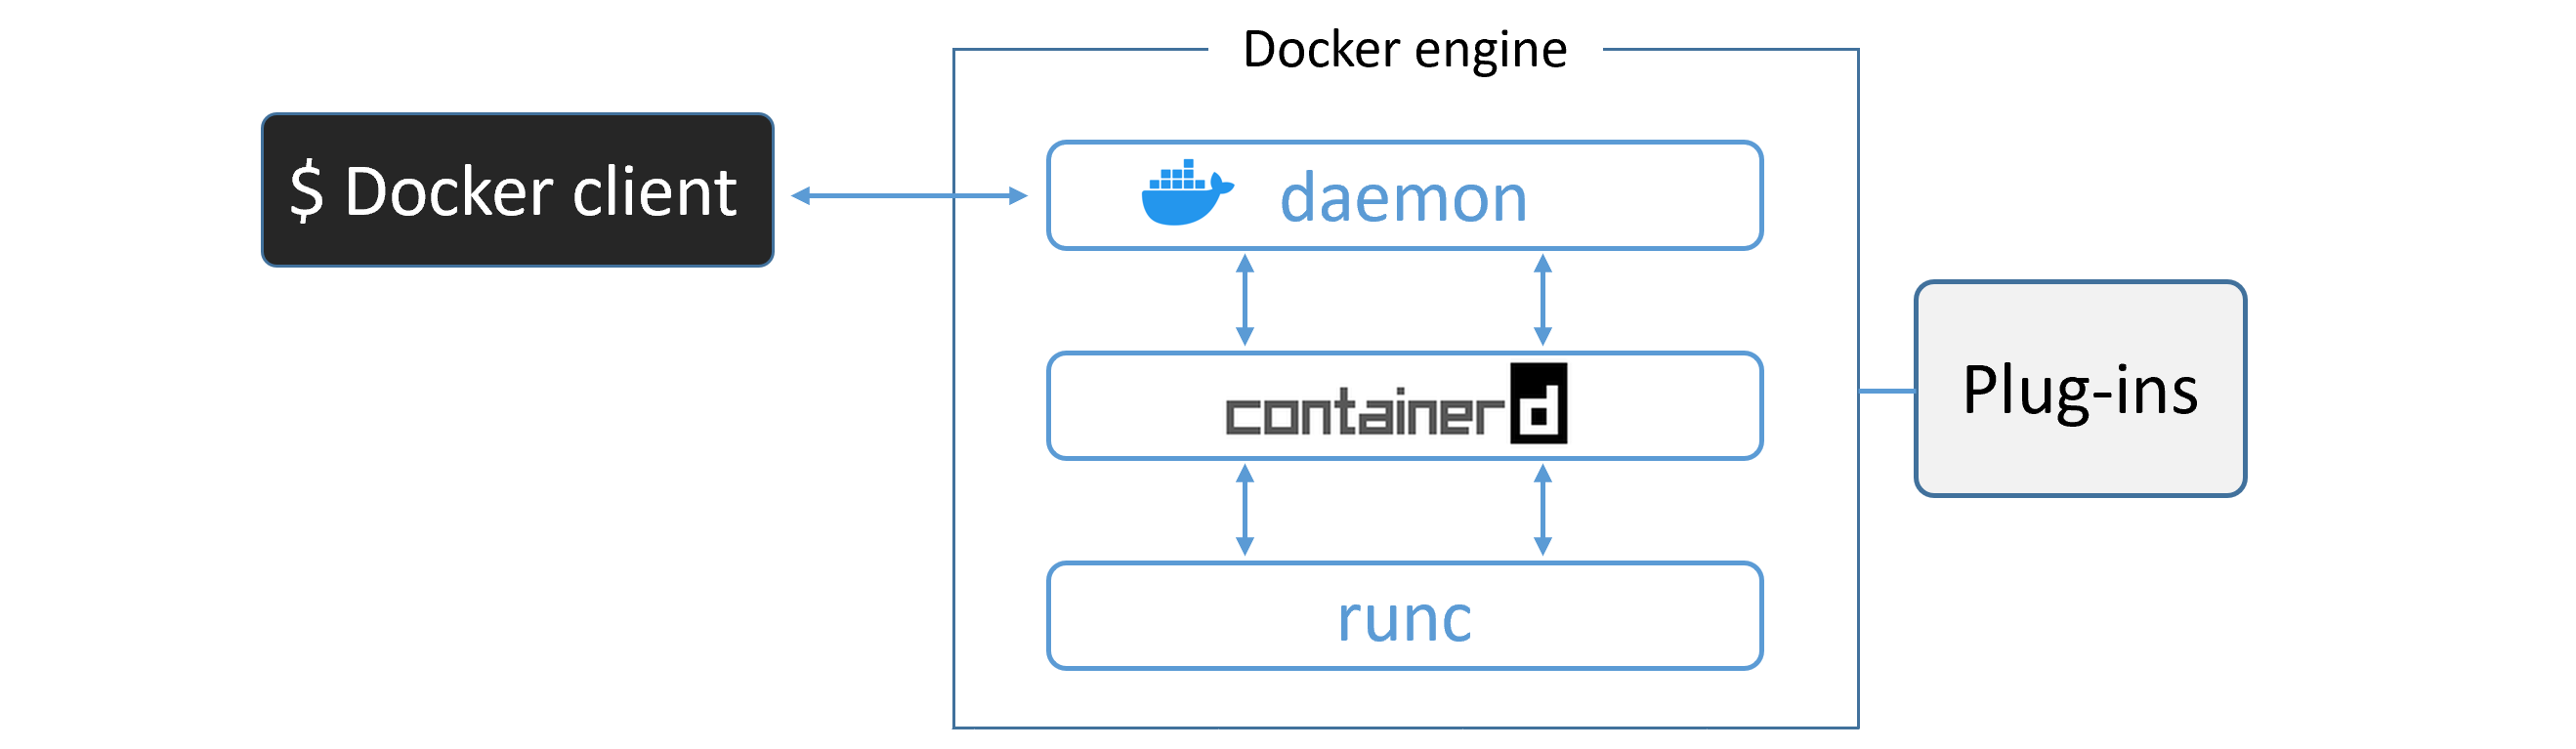 Docker engine
$ Docker client
daemon
containerd
Plug-ins
runc